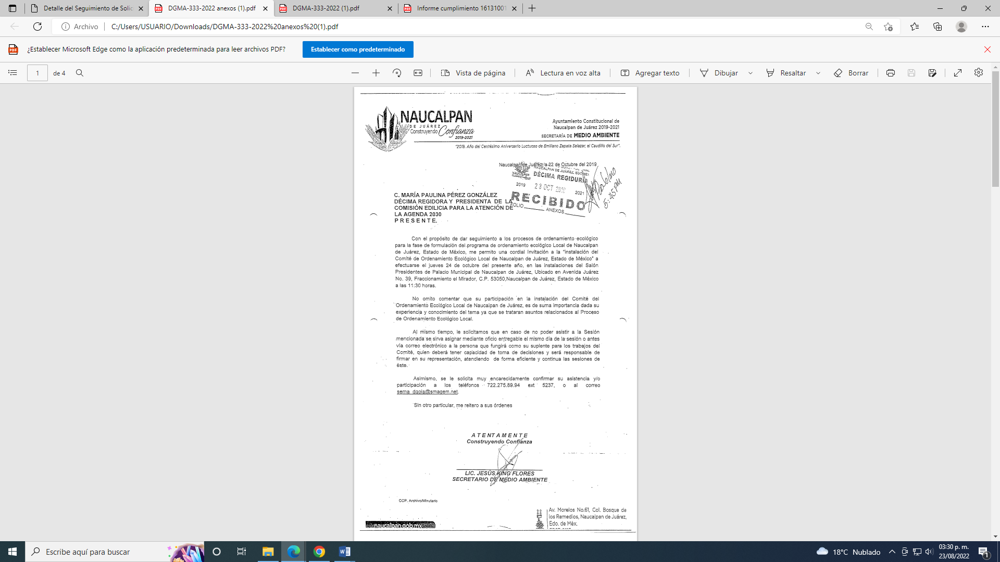 Detalle del Seguimiento de Solic
DGMA-333-2022 anexos (1).pdf
DGMA-333-2022 (1).pdf
Informe cumplimiento 16131001
Archivo
C:/Users/USUARIO/Downloads/DGMA-333-2022%20anexos%20(1).pdf
¿Establecer Microsoft Edge como la aplicación predeterminada para leer archivos PDF?
Establecer como predeterminado
1 de 4
Vista de página
Lectura en voz alta
Agregar texto
Dibujar
Resaltar
Borrar
NAUCALPAN
DE JUÁREZ
Construyendo Confianza
2019-2021
Ayuntamiento Constitucional de
Naucalpan de Juárez 2019-2021
SECRETARÍA DE MEDIO AMBIENTE
"2019. Año del Centésimo Aniversario Luctuoso de Emiliano Zapata Salazar, el Caudillo del Sur".
Naucalpan de Juárez a 22 de Octubre del 2019
NAUCALPAN DE JUÁREZ, EDOMEX
DÉCIMA REGIDURÍA
2019 23 OCT 2019 2021
RECIBIDO
FOLIO ANEXOS
5:45 pm
C. MARÍA PAULINA PÉREZ GONZÁLEZ
DÉCIMA REGIDORA Y PRESIDENTA DE LA
COMISIÓN EDILICIA PARA LA ATENCIÓN DE
LA AGENDA 2030
P R E S E N T E.
Con el propósito de dar seguimiento a los procesos de ordenamiento ecológico
para la fase de formulación del programa de ordenamiento ecológico Local de Naucalpan
de Juárez, Estado de México, me permito una cordial Invitación a la "instalación del
Comité de Ordenamiento Ecológico Local de Naucalpan de Juárez, Estado de México" a
efectuarse el jueves 24 de octubre del presente año, en las instalaciones del Salón
Presidentes de Palacio Municipal de Naucalpan de Juárez, Ubicado en Avenida Juárez
No. 39, Fraccionamiento el Mirador, C.P. 53050,Naucalpan de Juárez, Estado de México
a las 11:30 horas.
No omito comentar que su participación en la instalación del Comité del
Ordenamiento Ecológico Local de Naucalpan de Juárez, es de suma importancia dada su
experiencia y conocimiento del tema ya que se trataran asuntos relacionados al Proceso
de Ordenamiento Ecológico Local.
Al mismo tiempo, le solicitamos que en caso de no poder asistir a la Sesión
mencionada se sirva asignar mediante oficio entregable el mismo día de la sesión o antes
vía correo electrónico a la persona que fungirá como su suplente para los trabajos del
Comité, quien deberá tener capacidad de toma de decisiones y será responsable de
firmar en su representación, atendiendo de forma eficiente y continua las sesiones de
éste.
Asimismo, se le solicita muy encarecidamente confirmar su asistencia y/o
participación a los teléfonos 722.275.89.94 ext 5237, o al correo
sema_dgoia@smagem.net.
Sin otro particular, me reitero a sus órdenes
A T E N T A M E N T E
Construyendo Confianza
LIC. JESÚS KING FLORES
SECRETARIO DE MEDIO AMBIENTE
CCP. Archivo/Minutario
naucalpan.gob.mx
Av. Morelos No.61, Col. Bosque de
los Remedios, Naucalpan de Juárez,
Edo. de Méx.
Escribe aquí para buscar
18°C Nublado
03:30 p. m.
23/08/2022
1